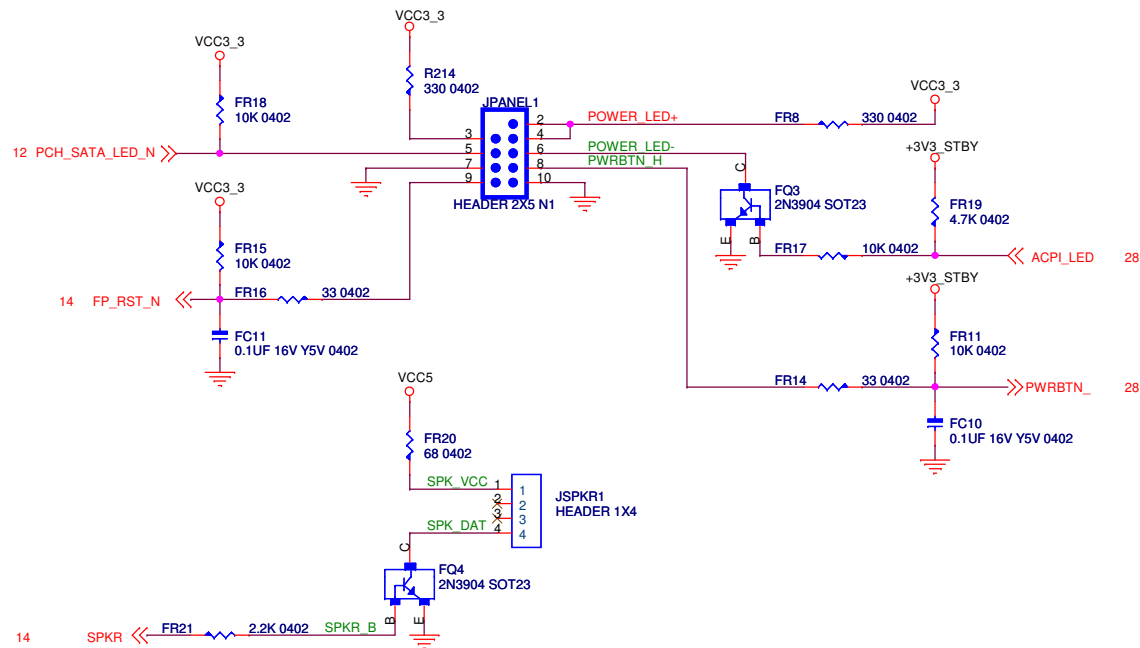 VCC3_3
VCC3_3
R214
330 0402
FR18
10K 0402
JPANEL1
POWER_LED+
FR8
330 0402
VCC3_3
2
3
4
12 PCH_SATA_LED_N
5
6
POWER_LED-
7
8
PWRBTN_H
9
10
HEADER 2X5 N1
+3V3_STBY
C
FQ3
2N3904 SOT23
E
B
FR19
4.7K 0402
FR17
10K 0402
ACPI_LED
28
VCC3_3
FR15
10K 0402
14
FP_RST_N
FR16
33 0402
FC11
0.1UF 16V Y5V 0402
+3V3_STBY
FR11
10K 0402
FR14
33 0402
PWRBTN_
28
FC10
0.1UF 16V Y5V 0402
VCC5
FR20
68 0402
SPK_VCC
1
1
2
2
3
3
SPK_DAT
4
4
JSPKR1
HEADER 1X4
C
FQ4
2N3904 SOT23
B
E
14
SPKR
FR21
2.2K 0402
SPKR_B